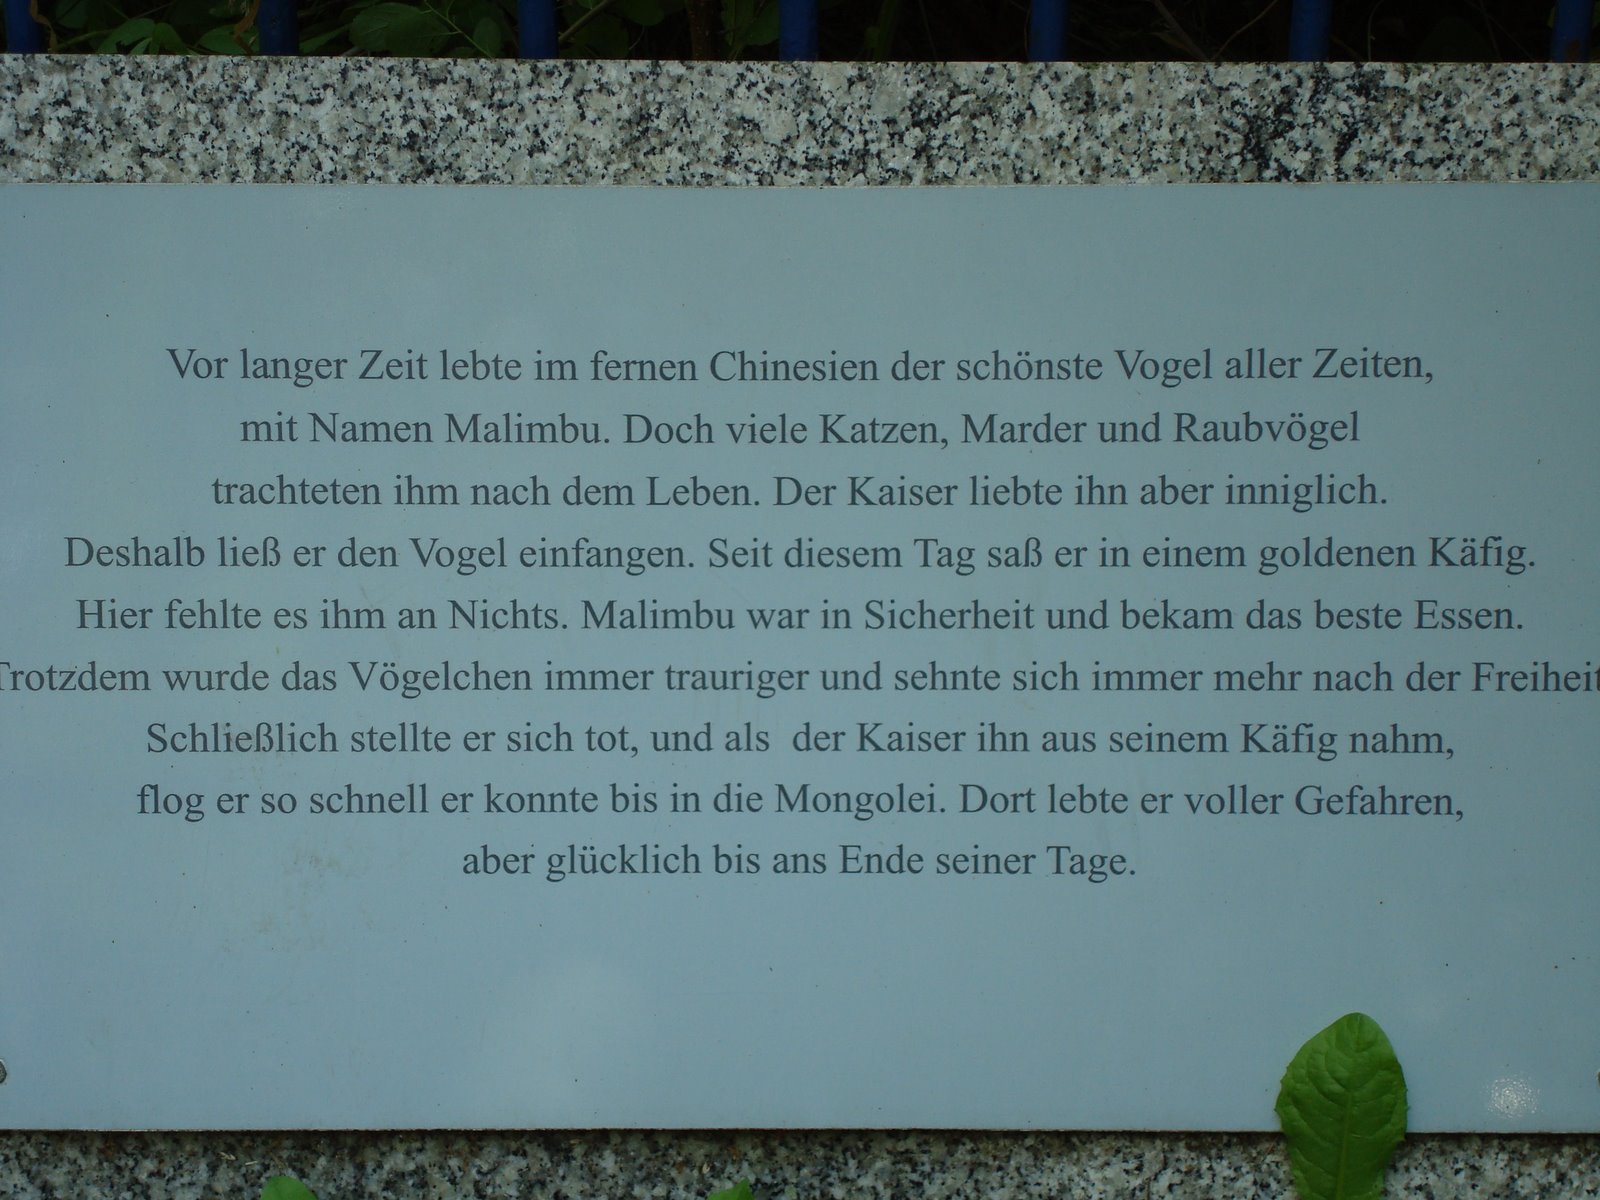 Vor langer Zeit lebte im fernen Chinesien der schönste Vogel aller Zeiten,
mit Namen Malimbu. Doch viele Katzen, Marder und Raubvögel
trachteten ihm nach dem Leben. Der Kaiser liebte ihn aber inniglich.
Deshalb ließ er den Vogel einfangen. Seit diesem Tag saß er in einem goldenen Käfig.
Hier fehlte es ihm an Nichts. Malimbu war in Sicherheit und bekam das beste Essen.
Trotzdem wurde das Vögelchen immer trauriger und sehnte sich immer mehr nach der Freiheit
Schließlich stellte er sich tot, und als  der Kaiser ihn aus seinem Käfig nahm,
flog er so schnell er konnte bis in die Mongolei. Dort lebte er voller Gefahren,
aber glücklich bis ans Ende seiner Tage.